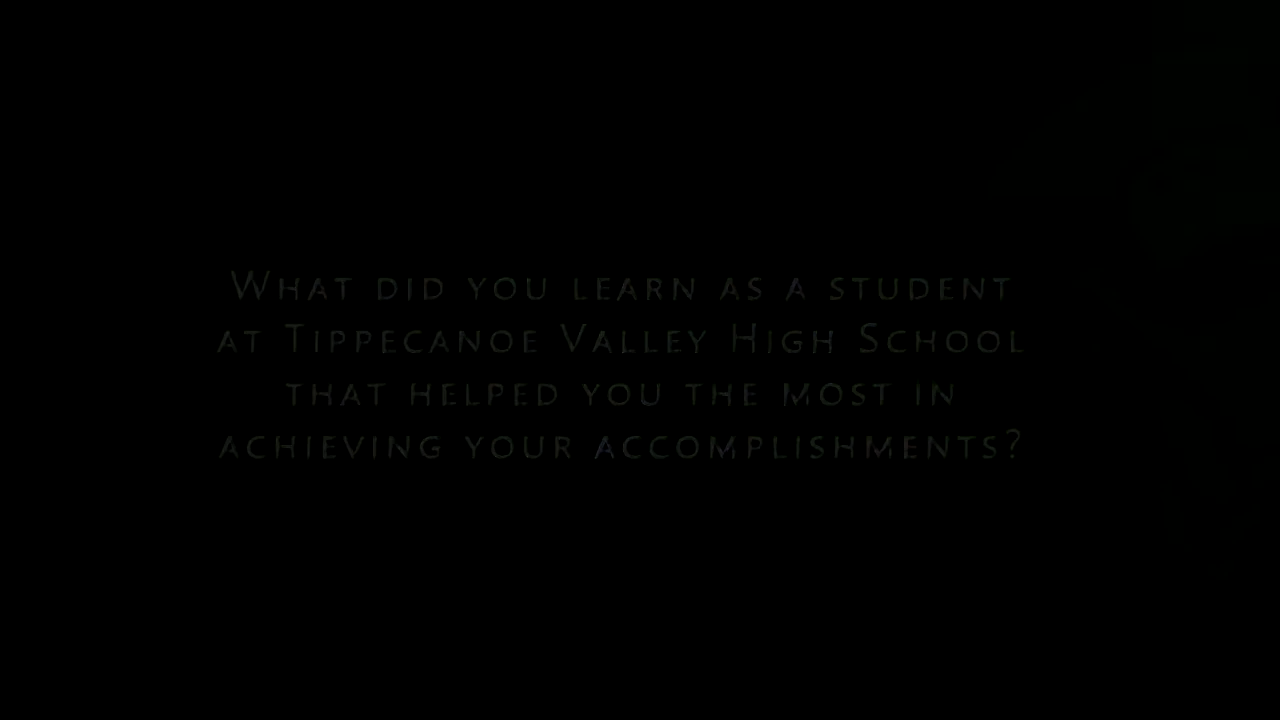 What did you learn as a student
at Tippecanoe Valley High School
that helped you the most in
achieving your accomplishments?